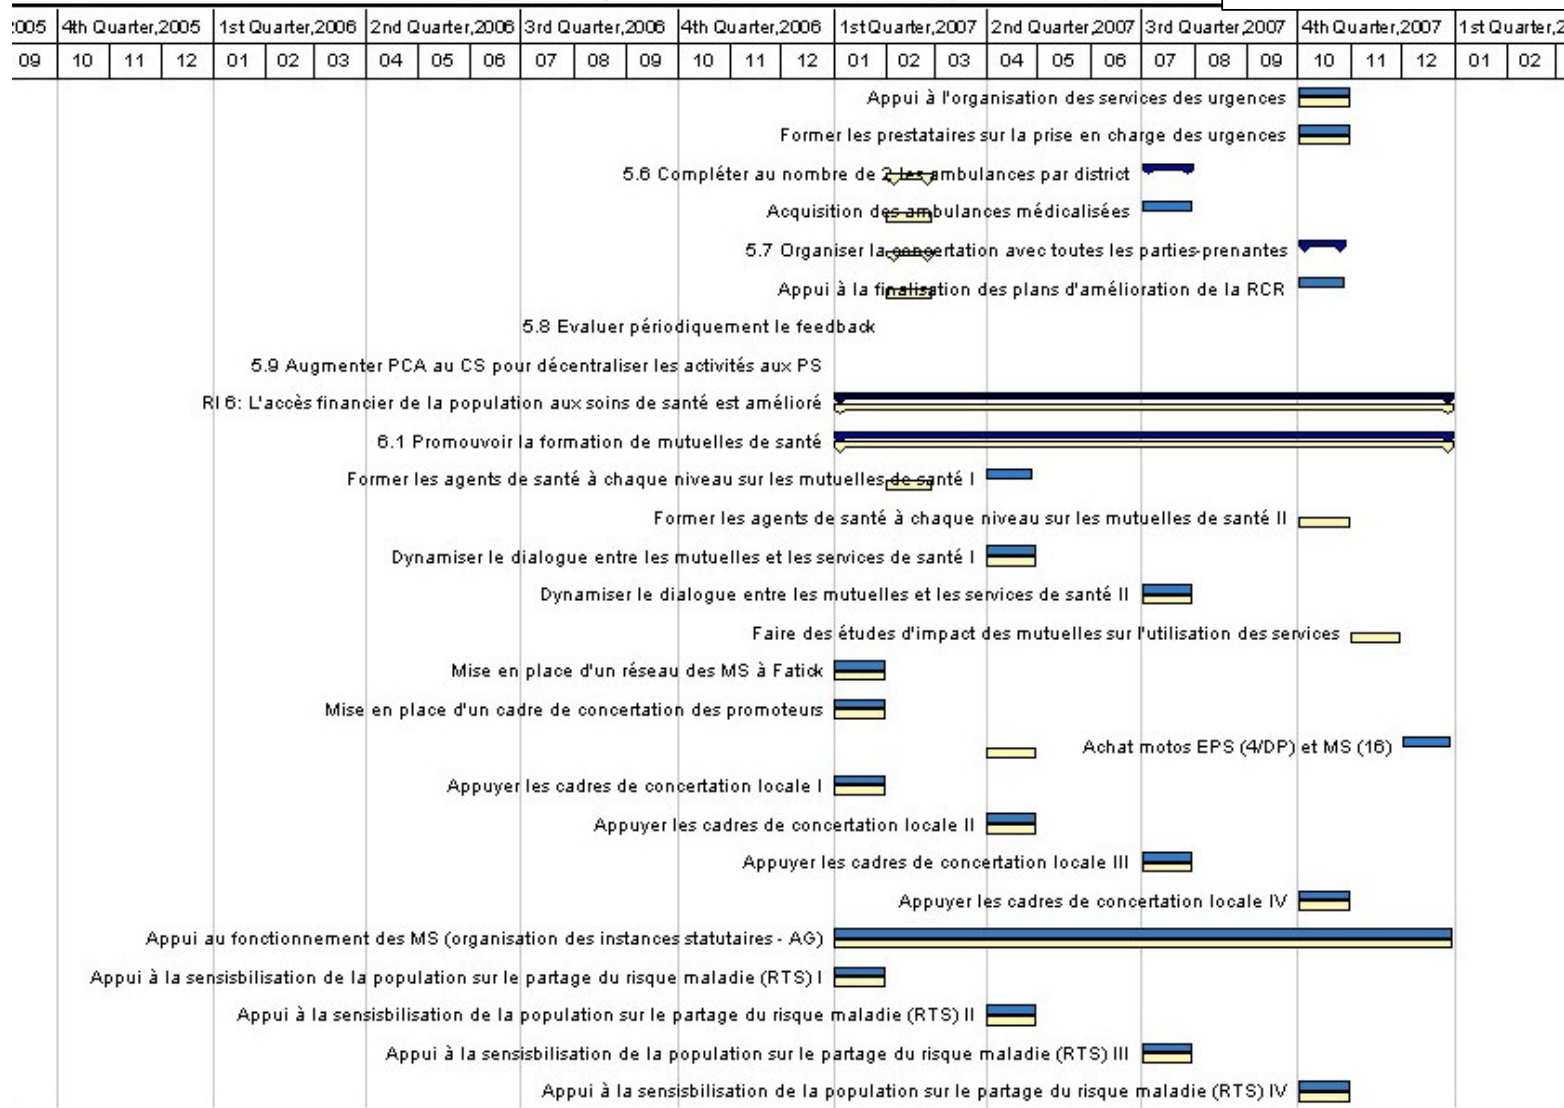 :005 4th Quarter,2005 1st Quarter,2006 2nd Quarter,2006 3rd Quarter,2006 4th Quarter,2006 1st Quarter,2007 2nd Quarter,2007 3rd Quarter,2007 4th Quarter,2007 1st Quarter,2
09 10 11 12 01 02 03 04 05 06 07 08 09 10 11 12 01 02 03 04 05 06 07 08 09 10 11 12 01 02
Appui à l'organisation des services des urgences
Former les prestataires sur la prise en charge des urgences
5.6 Compléter au nombre de 2 les ambulances par district
Acquisition des ambulances médicalisées
5.7 Organiser la concertation avec toutes les parties-prenantes
Appui à la finalisation des plans d'amélioration de la RCR
5.8 Evaluer périodiquement le feedback
5.9 Augmenter PCA au CS pour décentraliser les activités aux PS
RI 6: L'accès financier de la population aux soins de santé est amélioré
6.1 Promouvoir la formation de mutuelles de santé
Former les agents de santé à chaque niveau sur les mutuelles de santé I
Former les agents de santé à chaque niveau sur les mutuelles de santé II
Dynamiser le dialogue entre les mutuelles et les services de santé I
Dynamiser le dialogue entre les mutuelles et les services de santé II
Faire des études d'impact des mutuelles sur l'utilisation des services
Mise en place d'un réseau des MS à Fatick
Mise en place d'un cadre de concertation des promoteurs
Achat motos EPS (4/DP) et MS (16)
Appuyer les cadres de concertation locale I
Appuyer les cadres de concertation locale II
Appuyer les cadres de concertation locale III
Appuyer les cadres de concertation locale IV
Appui au fonctionnement des MS (organisation des instances statutaires - AG)
Appui à la sensisbilisation de la population sur le partage du risque maladie (RTS) I
Appui à la sensisbilisation de la population sur le partage du risque maladie (RTS) II
Appui à la sensisbilisation de la population sur le partage du risque maladie (RTS) III
Appui à la sensisbilisation de la population sur le partage du risque maladie (RTS) IV